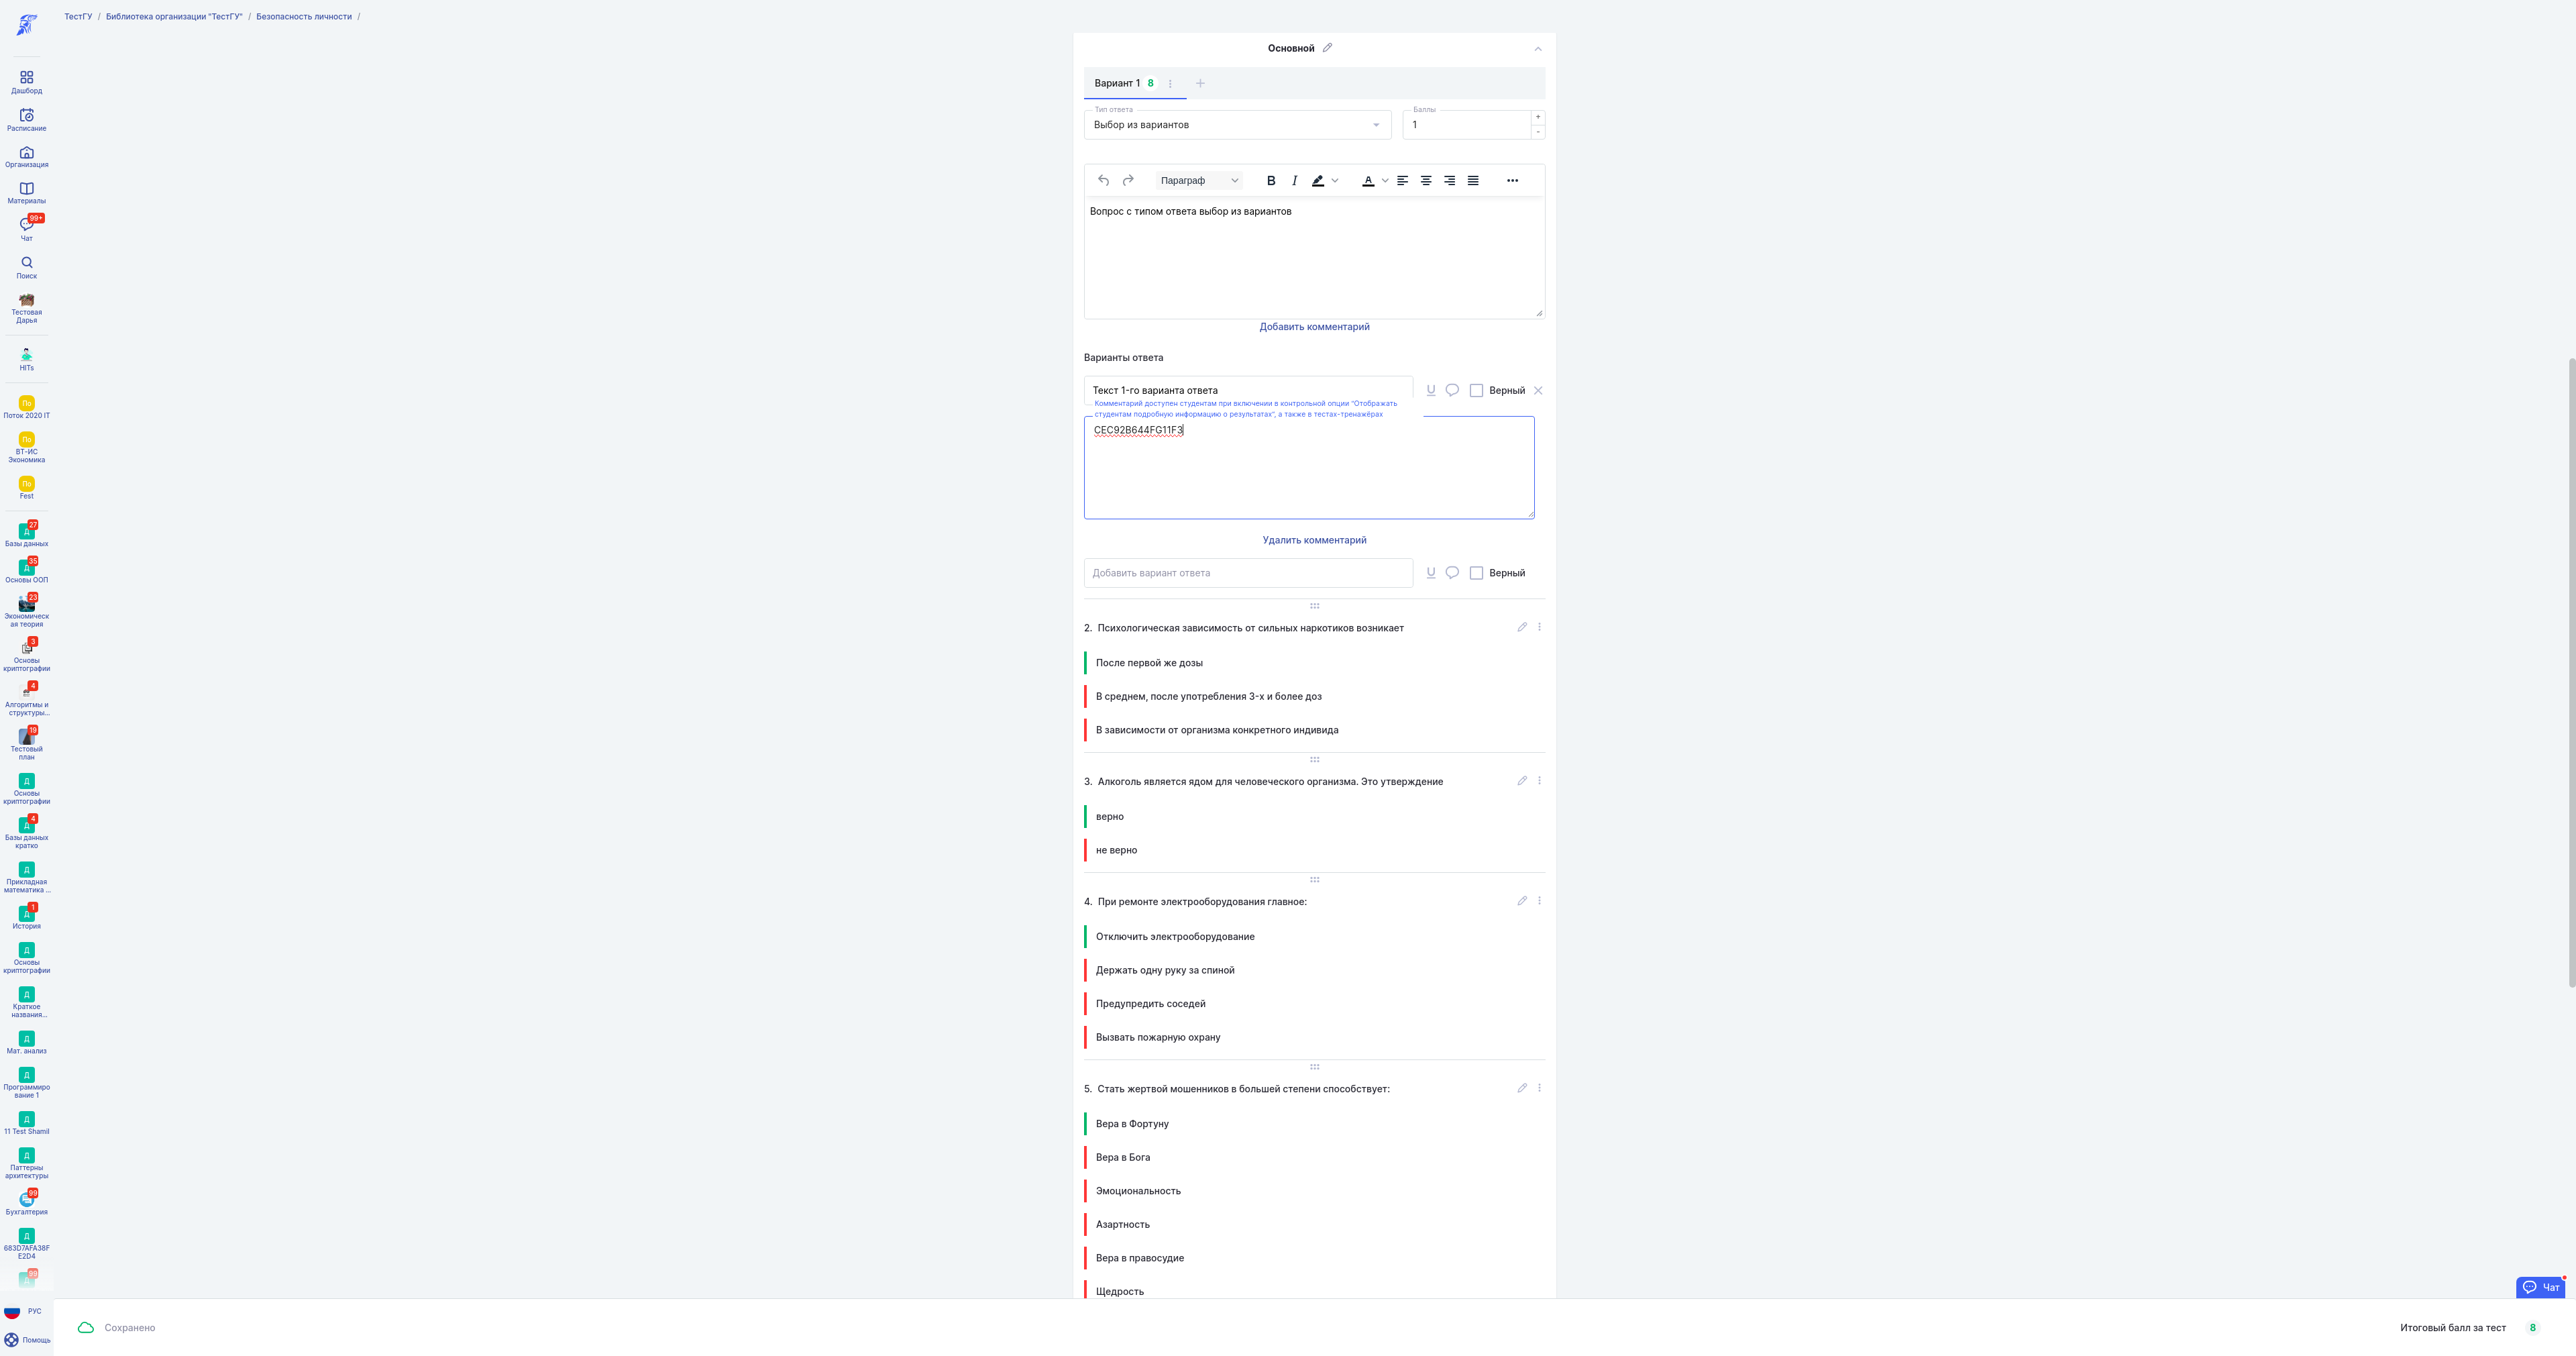 ТестГУ / Библиотека организации "ТестГУ" / Безопасность личности /
Дашборд
Расписание
Организация
Материалы
99+
Чат
Поиск
Тестовая
Дарья
HITs
По
Поток 2020 IT
По
ВТ-ИС
Экономика
По
Fest
27
Д
Базы данных
35
Д
Основы ООП
23
Экономическ
ая теория
3
Основы
криптографии
4
Алгоритмы и
структуры...
19
Тестовый
план
Д
Основы
криптографии
4
Д
Базы данных
кратко
Д
Прикладная
математика ...
1
Д
История
Д
Основы
криптографии
Д
Краткое
названия...
Д
Мат. анализ
Д
Программиро
вание 1
Д
11 Test Shamil
Д
Паттерны
архитектуры
99
Бухгалтерия
Д
683D7AFA38F
E2D4
99
Д
РУС
Помощь
Основной
Вариант 1 8
Тип ответа
Выбор из вариантов
Баллы
1
+
-
Параграф
B I A
Вопрос с типом ответа выбор из вариантов
Добавить комментарий
Варианты ответа
Текст 1-го варианта ответа
Верный
Комментарий доступен студентам при включении в контрольной опции "Отображать
студентам подробную информацию о результатах", а также в тестах-тренажёрах
CEC92B644FG11F3
Удалить комментарий
Добавить вариант ответа
Верный
2. Психологическая зависимость от сильных наркотиков возникает
После первой же дозы
В среднем, после употребления 3-х и более доз
В зависимости от организма конкретного индивида
3. Алкоголь является ядом для человеческого организма. Это утверждение
верно
не верно
4. При ремонте электрооборудования главное:
Отключить электрооборудование
Держать одну руку за спиной
Предупредить соседей
Вызвать пожарную охрану
5. Стать жертвой мошенников в большей степени способствует:
Вера в Фортуну
Вера в Бога
Эмоциональность
Азартность
Вера в правосудие
Щедрость
Чат
Сохранено
Итоговый балл за тест 8